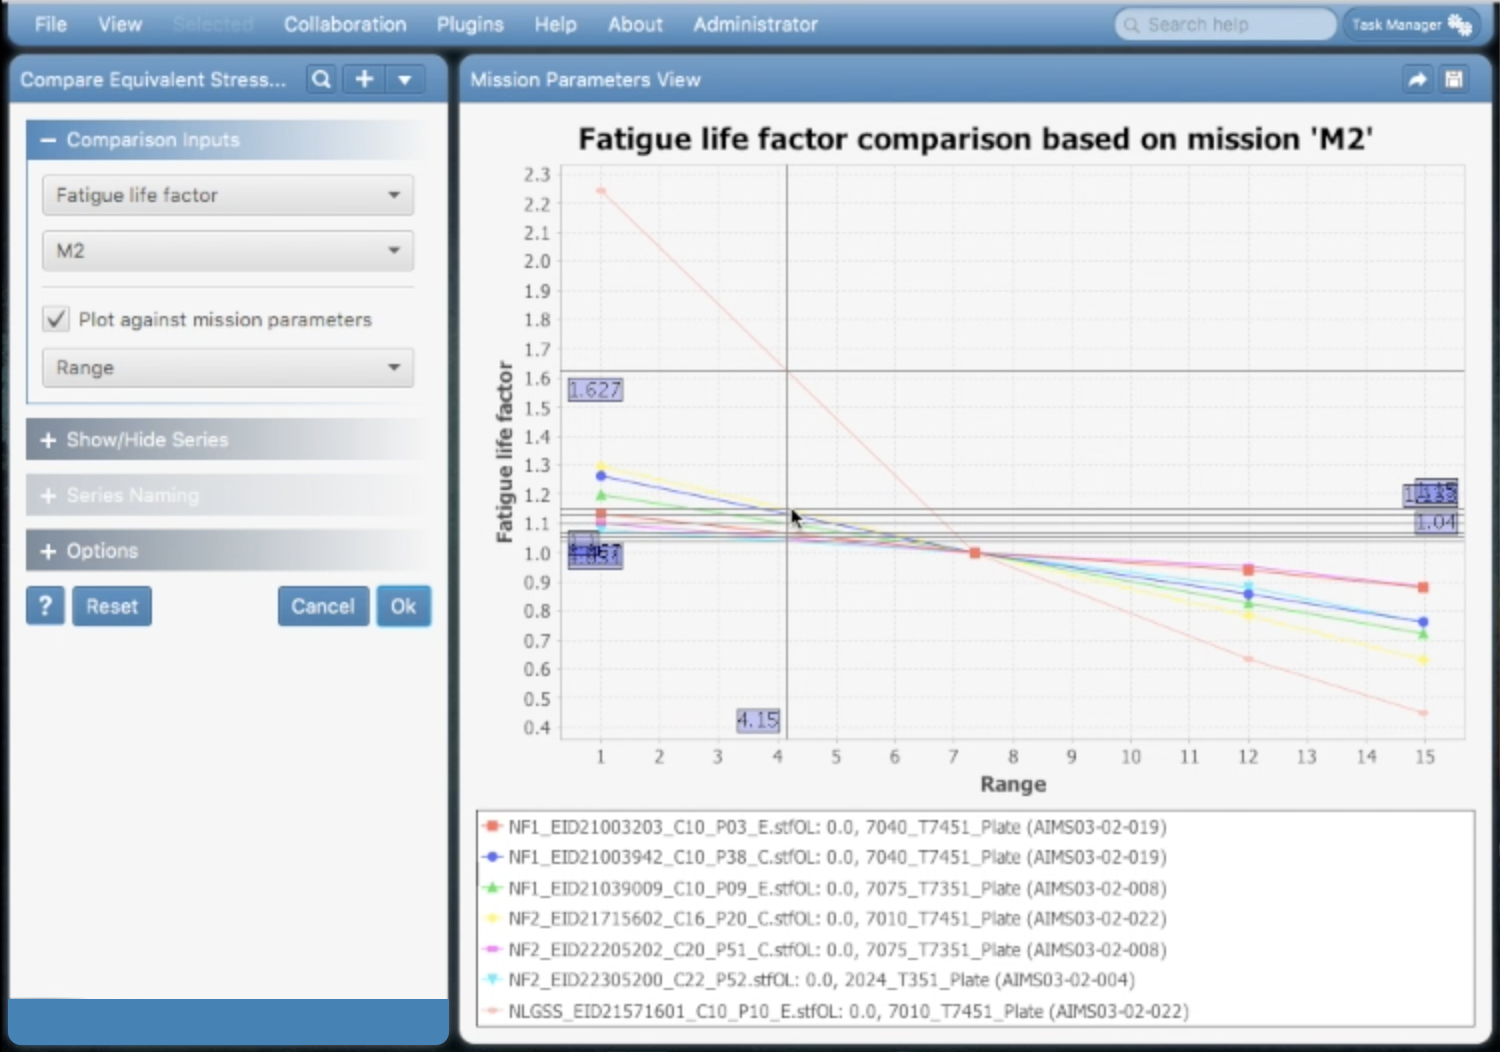 File View Selected Collaboration Plugins Help About Administrator Search help Task Manager
Compare Equivalent Stress...
Comparison Inputs
Fatigue life factor
M2
Plot against mission parameters
Range
Show/Hide Series
Series Naming
Options
? Reset Cancel Ok
Mission Parameters View
Fatigue life factor comparison based on mission 'M2'
Fatigue life factor
2.3
2.2
2.1
2.0
1.9
1.8
1.7
1.6
1.5
1.4
1.3
1.2
1.1
1.0
0.9
0.8
0.7
0.6
0.5
0.4
1.627
1.04
4.15
1 2 3 4 5 6 7 8 9 10 11 12 13 14 15
Range
NF1_EID21003203_C10_P03_E.stfOL: 0.0, 7040_T7451_Plate (AIMS03-02-019)
NF1_EID21003942_C10_P38_C.stfOL: 0.0, 7040_T7451_Plate (AIMS03-02-019)
NF1_EID21039009_C10_P09_E.stfOL: 0.0, 7075_T7351_Plate (AIMS03-02-008)
NF2_EID21715602_C16_P20_C.stfOL: 0.0, 7010_T7451_Plate (AIMS03-02-022)
NF2_EID22205202_C20_P51_C.stfOL: 0.0, 7075_T7351_Plate (AIMS03-02-008)
NF2_EID22305200_C22_P52.stfOL: 0.0, 2024_T351_Plate (AIMS03-02-004)
NLGSS_EID21571601_C10_P10_E.stfOL: 0.0, 7010_T7451_Plate (AIMS03-02-022)